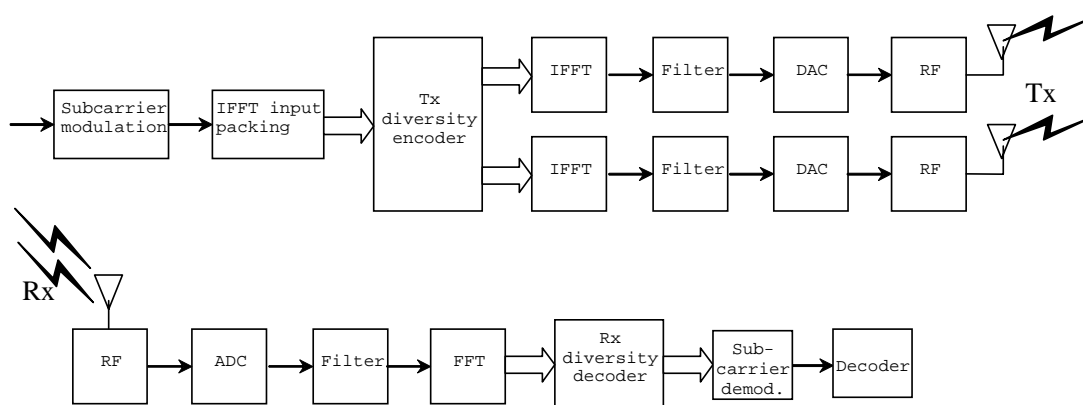 Subcarrier
modulation
IFFT input
packing
Tx
diversity
encoder
IFFT
Filter
DAC
RF
Tx
IFFT
Filter
DAC
RF
Rx
RF
ADC
Filter
FFT
Rx
diversity
decoder
Sub-
carrier
demod.
Decoder